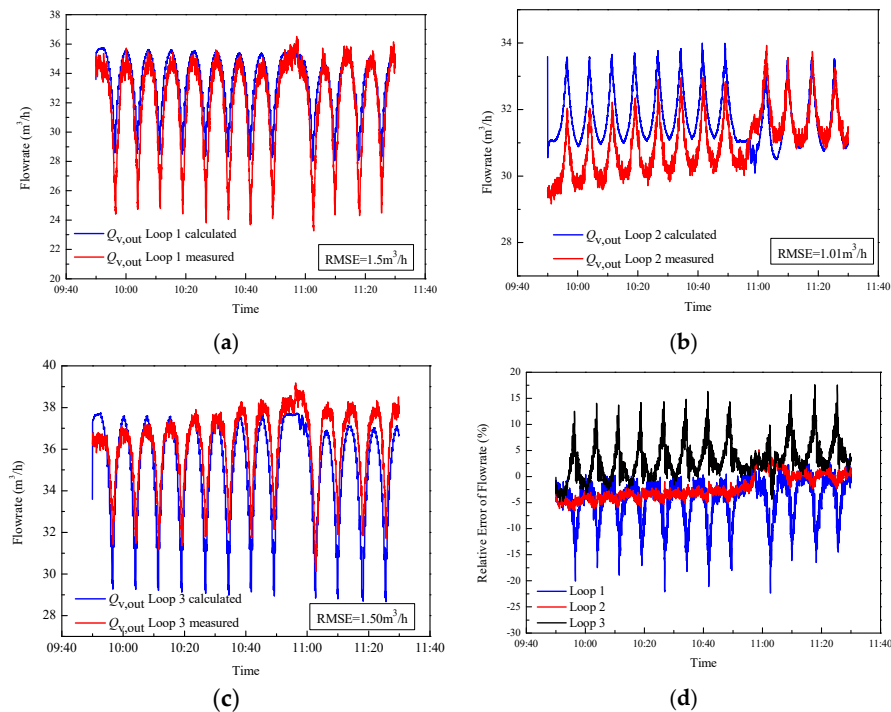 38
36
34
32
30
28
26
24
22
20
Flowrate (m³/h)
Qv,out Loop 1 calculated
Qv,out Loop 1 measured
RMSE=1.5m³/h
09:40 10:00 10:20 10:40 11:00 11:20 11:40
Time
(a)
34
32
30
28
Flowrate (m³/h)
Qv,out Loop 2 calculated
Qv,out Loop 2 measured
RMSE=1.01m³/h
09:40 10:00 10:20 10:40 11:00 11:20 11:40
Time
(b)
40
38
36
34
32
30
28
Flowrate (m³/h)
Qv,out Loop 3 calculated
Qv,out Loop 3 measured
RMSE=1.50m³/h
09:40 10:00 10:20 10:40 11:00 11:20 11:40
Time
(c)
20
15
10
5
0
-5
-10
-15
-20
-25
-30
Relative Error of Flowrate (%)
Loop 1
Loop 2
Loop 3
09:40 10:00 10:20 10:40 11:00 11:20 11:40
Time
(d)